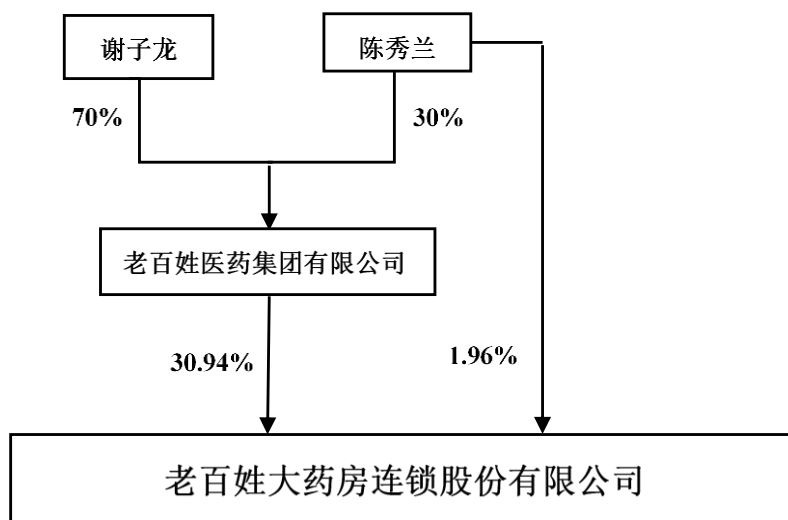 谢子龙
陈秀兰
70%
30%
老百姓医药集团有限公司
30.94%
1.96%
老百姓大药房连锁股份有限公司